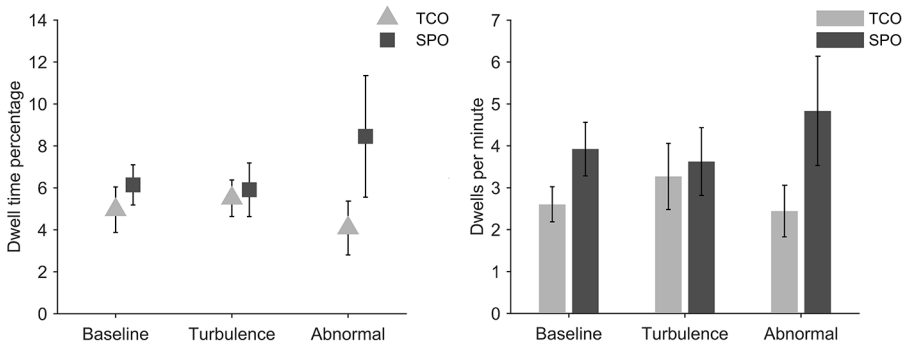 14
12
10
8
6
4
2
0
Dwell time percentage
TCO
SPO
Baseline
Turbulence
Abnormal
7
6
5
4
3
2
1
0
Dwells per minute
TCO
SPO
Baseline
Turbulence
Abnormal